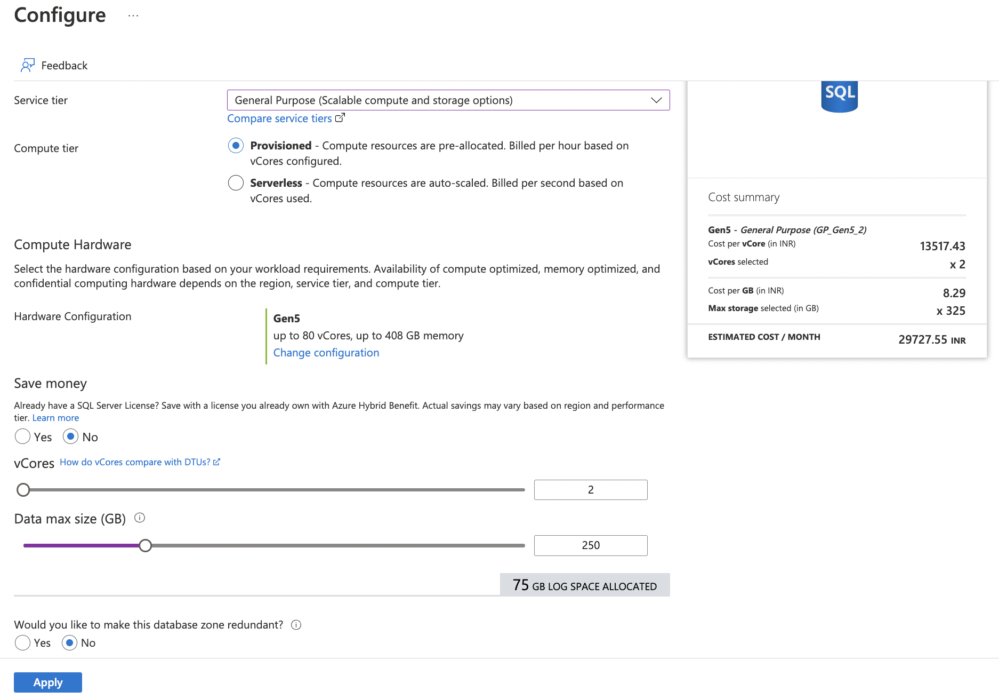 Configure ...
Feedback
Service tier
General Purpose (Scalable compute and storage options)
Compare service tiers
Compute tier
Provisioned - Compute resources are pre-allocated. Billed per hour based on
vCores configured.
Serverless - Compute resources are auto-scaled. Billed per second based on
vCores used.
Compute Hardware
Select the hardware configuration based on your workload requirements. Availability of compute optimized, memory optimized, and
confidential computing hardware depends on the region, service tier, and compute tier.
Hardware Configuration
Gen5
up to 80 vCores, up to 408 GB memory
Change configuration
Save money
Already have a SQL Server License? Save with a license you already own with Azure Hybrid Benefit. Actual savings may vary based on region and performance
tier. Learn more
Yes No
vCores How do vCores compare with DTUs?
2
Data max size (GB)
250
75 GB LOG SPACE ALLOCATED
Would you like to make this database zone redundant?
Yes No
Apply
SQL
Cost summary
Gen5 - General Purpose (GP_Gen5_2)
Cost per vCore (in INR) 13517.43
vCores selected x 2
Cost per GB (in INR) 8.29
Max storage selected (in GB) x 325
ESTIMATED COST / MONTH 29727.55 INR